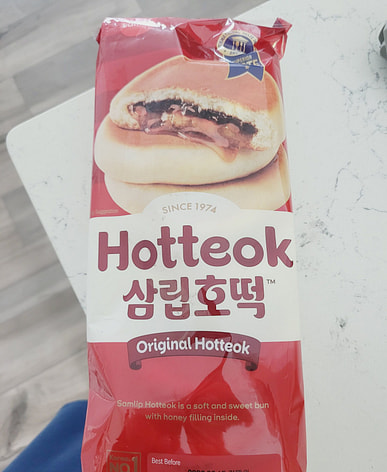 SINCE 1974
Hotteok
삼립호떡™
Original Hotteok
Samlip Hotteok is a soft and sweet bun
with honey filling inside.
Best Before